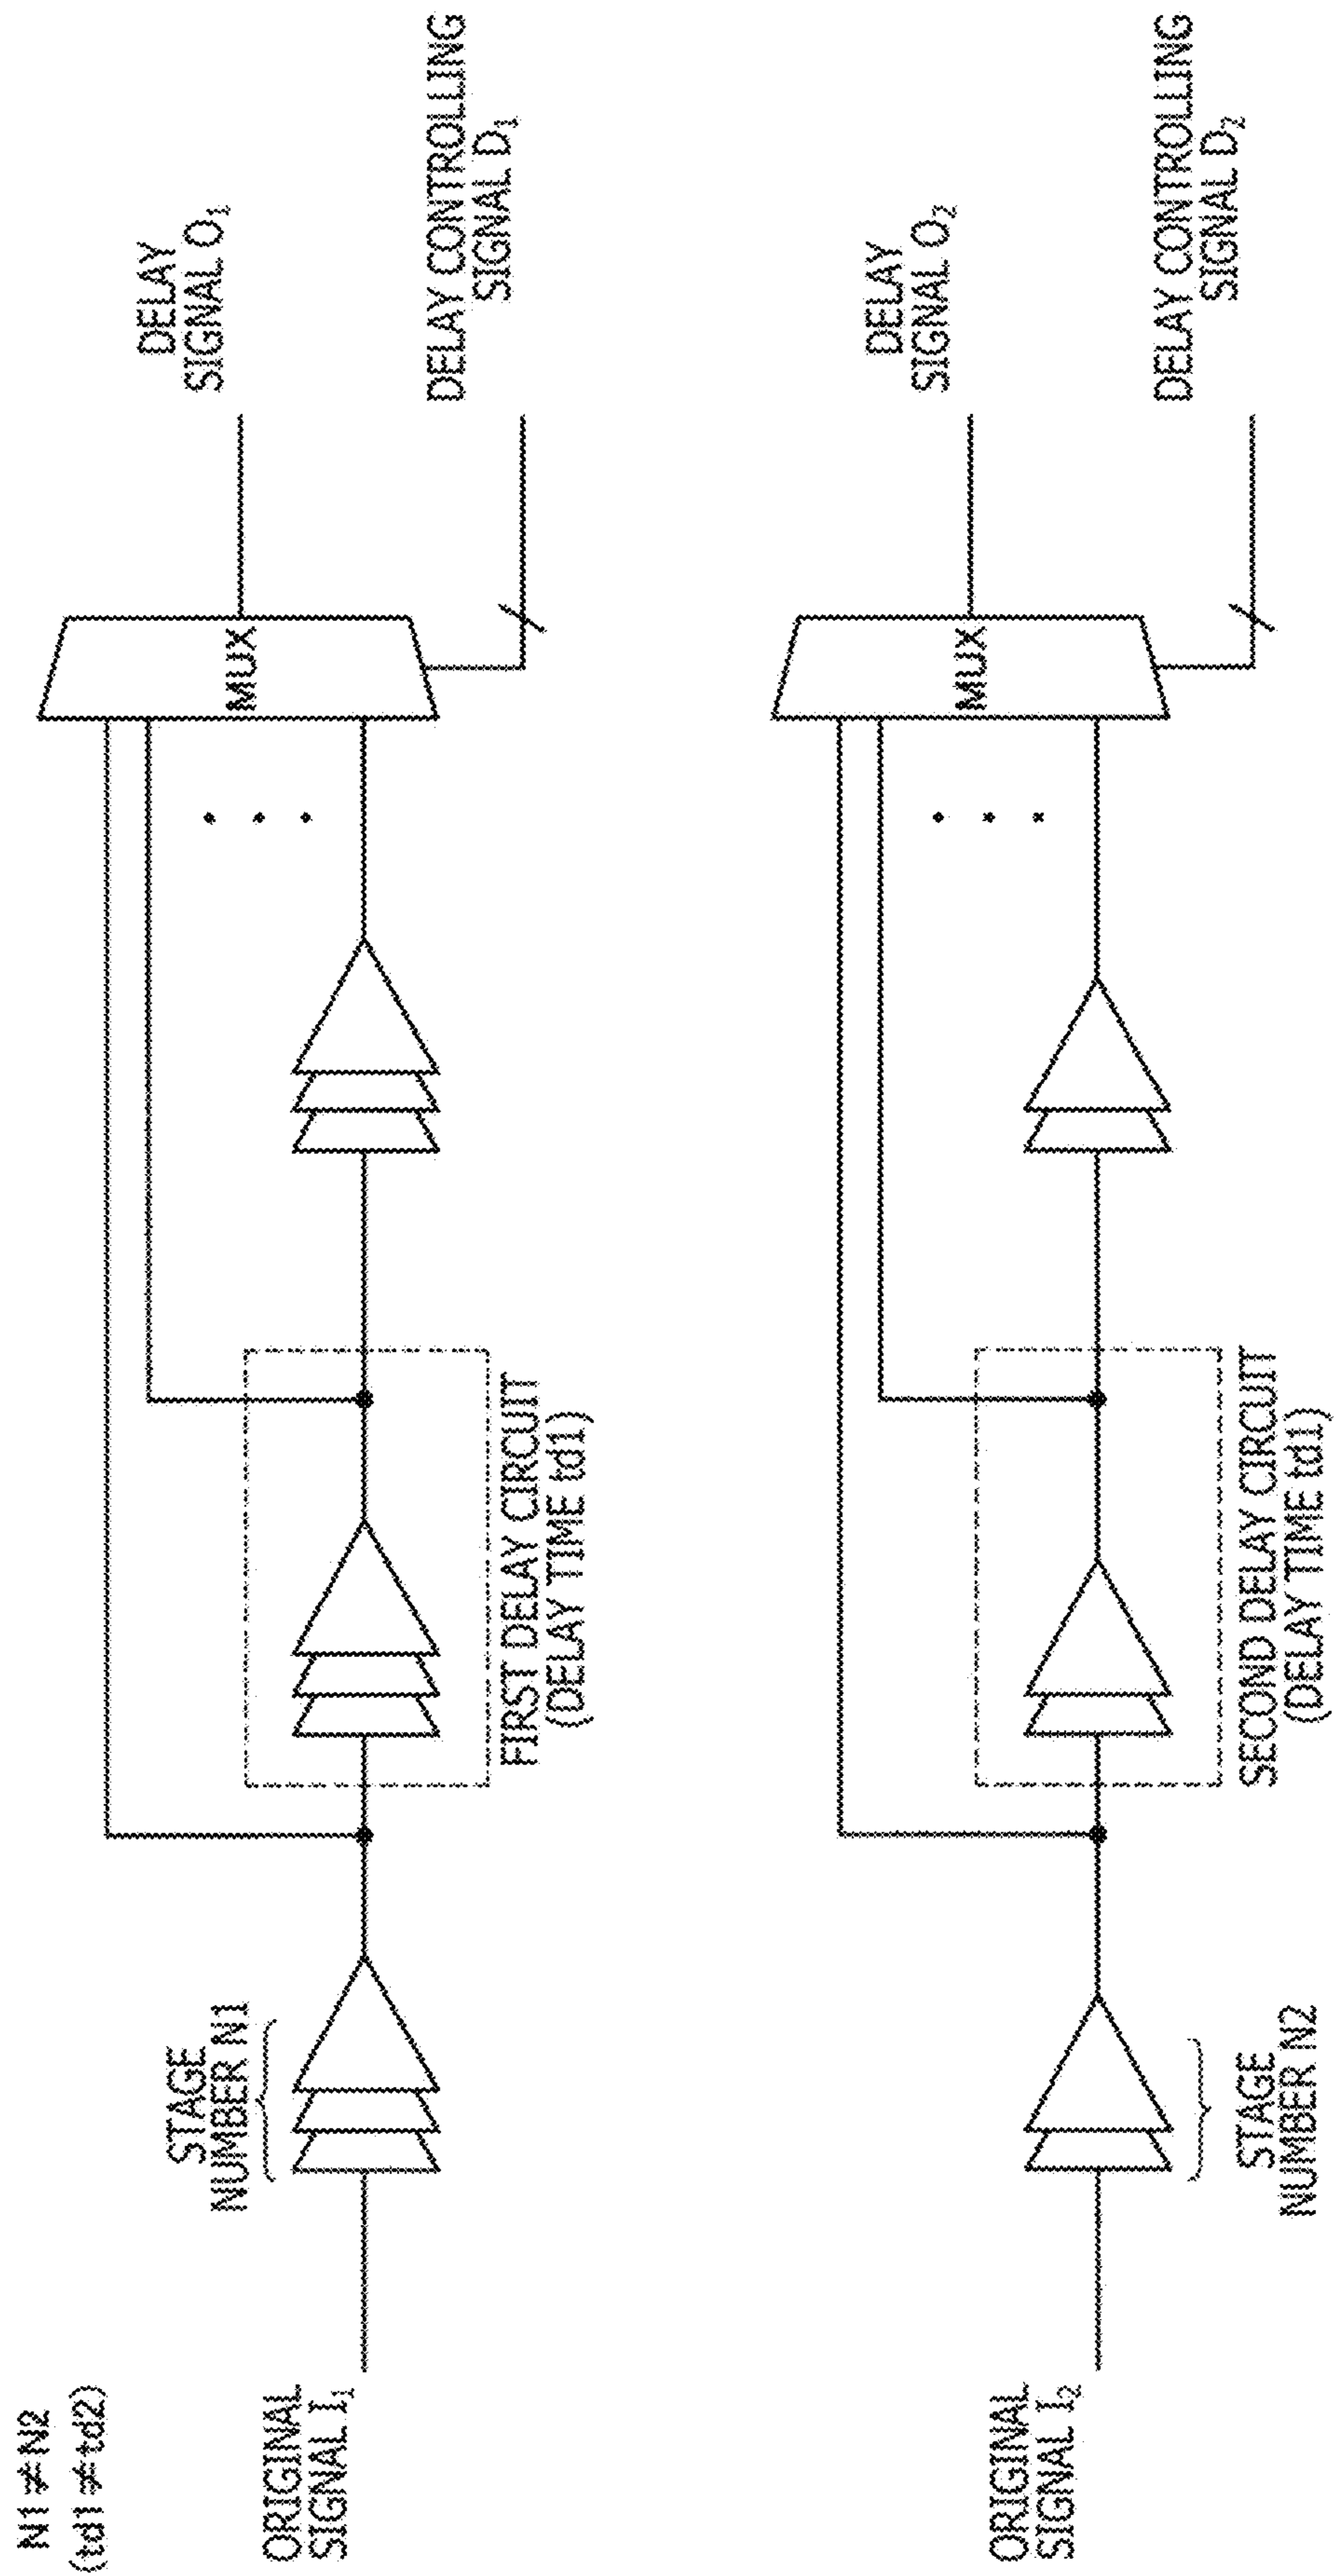 N1≠N2
(td1≠td2)
ORIGINAL
SIGNAL I₁
STAGE
NUMBER N1
FIRST DELAY CIRCUIT
(DELAY TIME td1)
MUX
DELAY
SIGNAL O₁
DELAY CONTROLLING
SIGNAL D₁
ORIGINAL
SIGNAL I₂
STAGE
NUMBER N2
SECOND DELAY CIRCUIT
(DELAY TIME td1)
MUX
DELAY
SIGNAL O₂
DELAY CONTROLLING
SIGNAL D₂